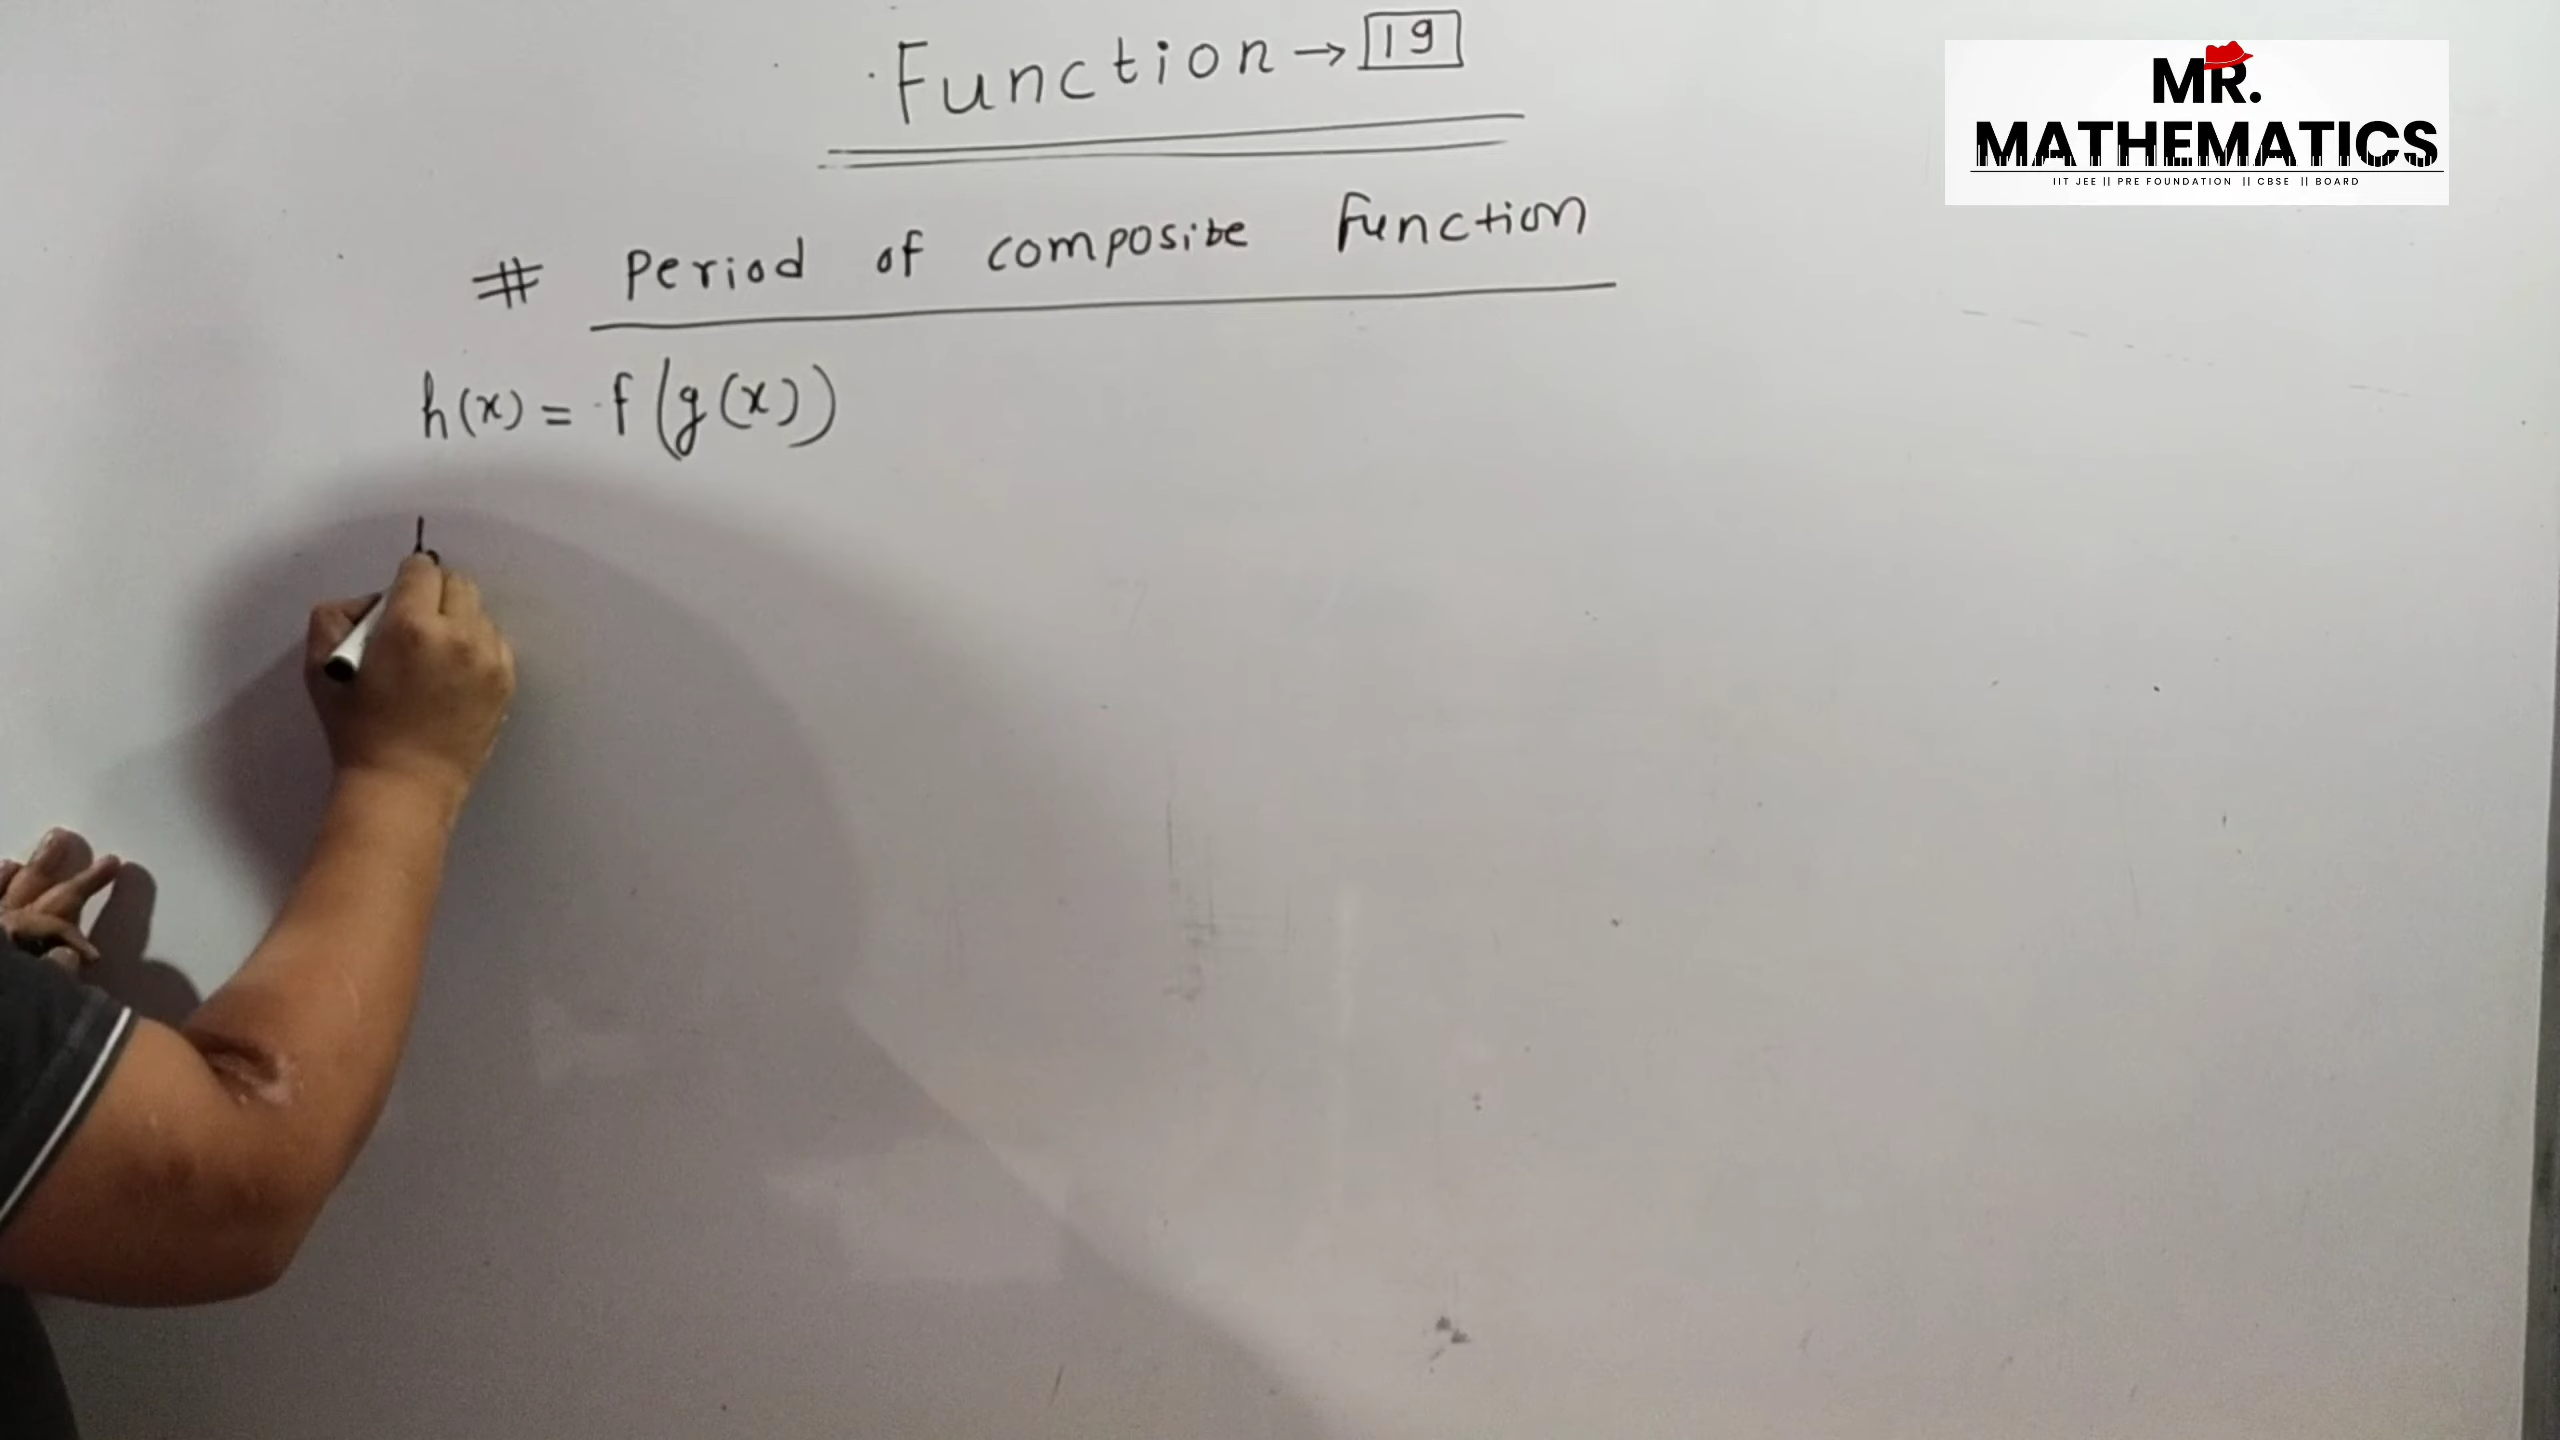 Function → 19
MR.
MATHEMATICS
IIT JEE || PRE FOUNDATION || CBSE || BOARD
# Period of composite Function
h(x) = f(g(x))